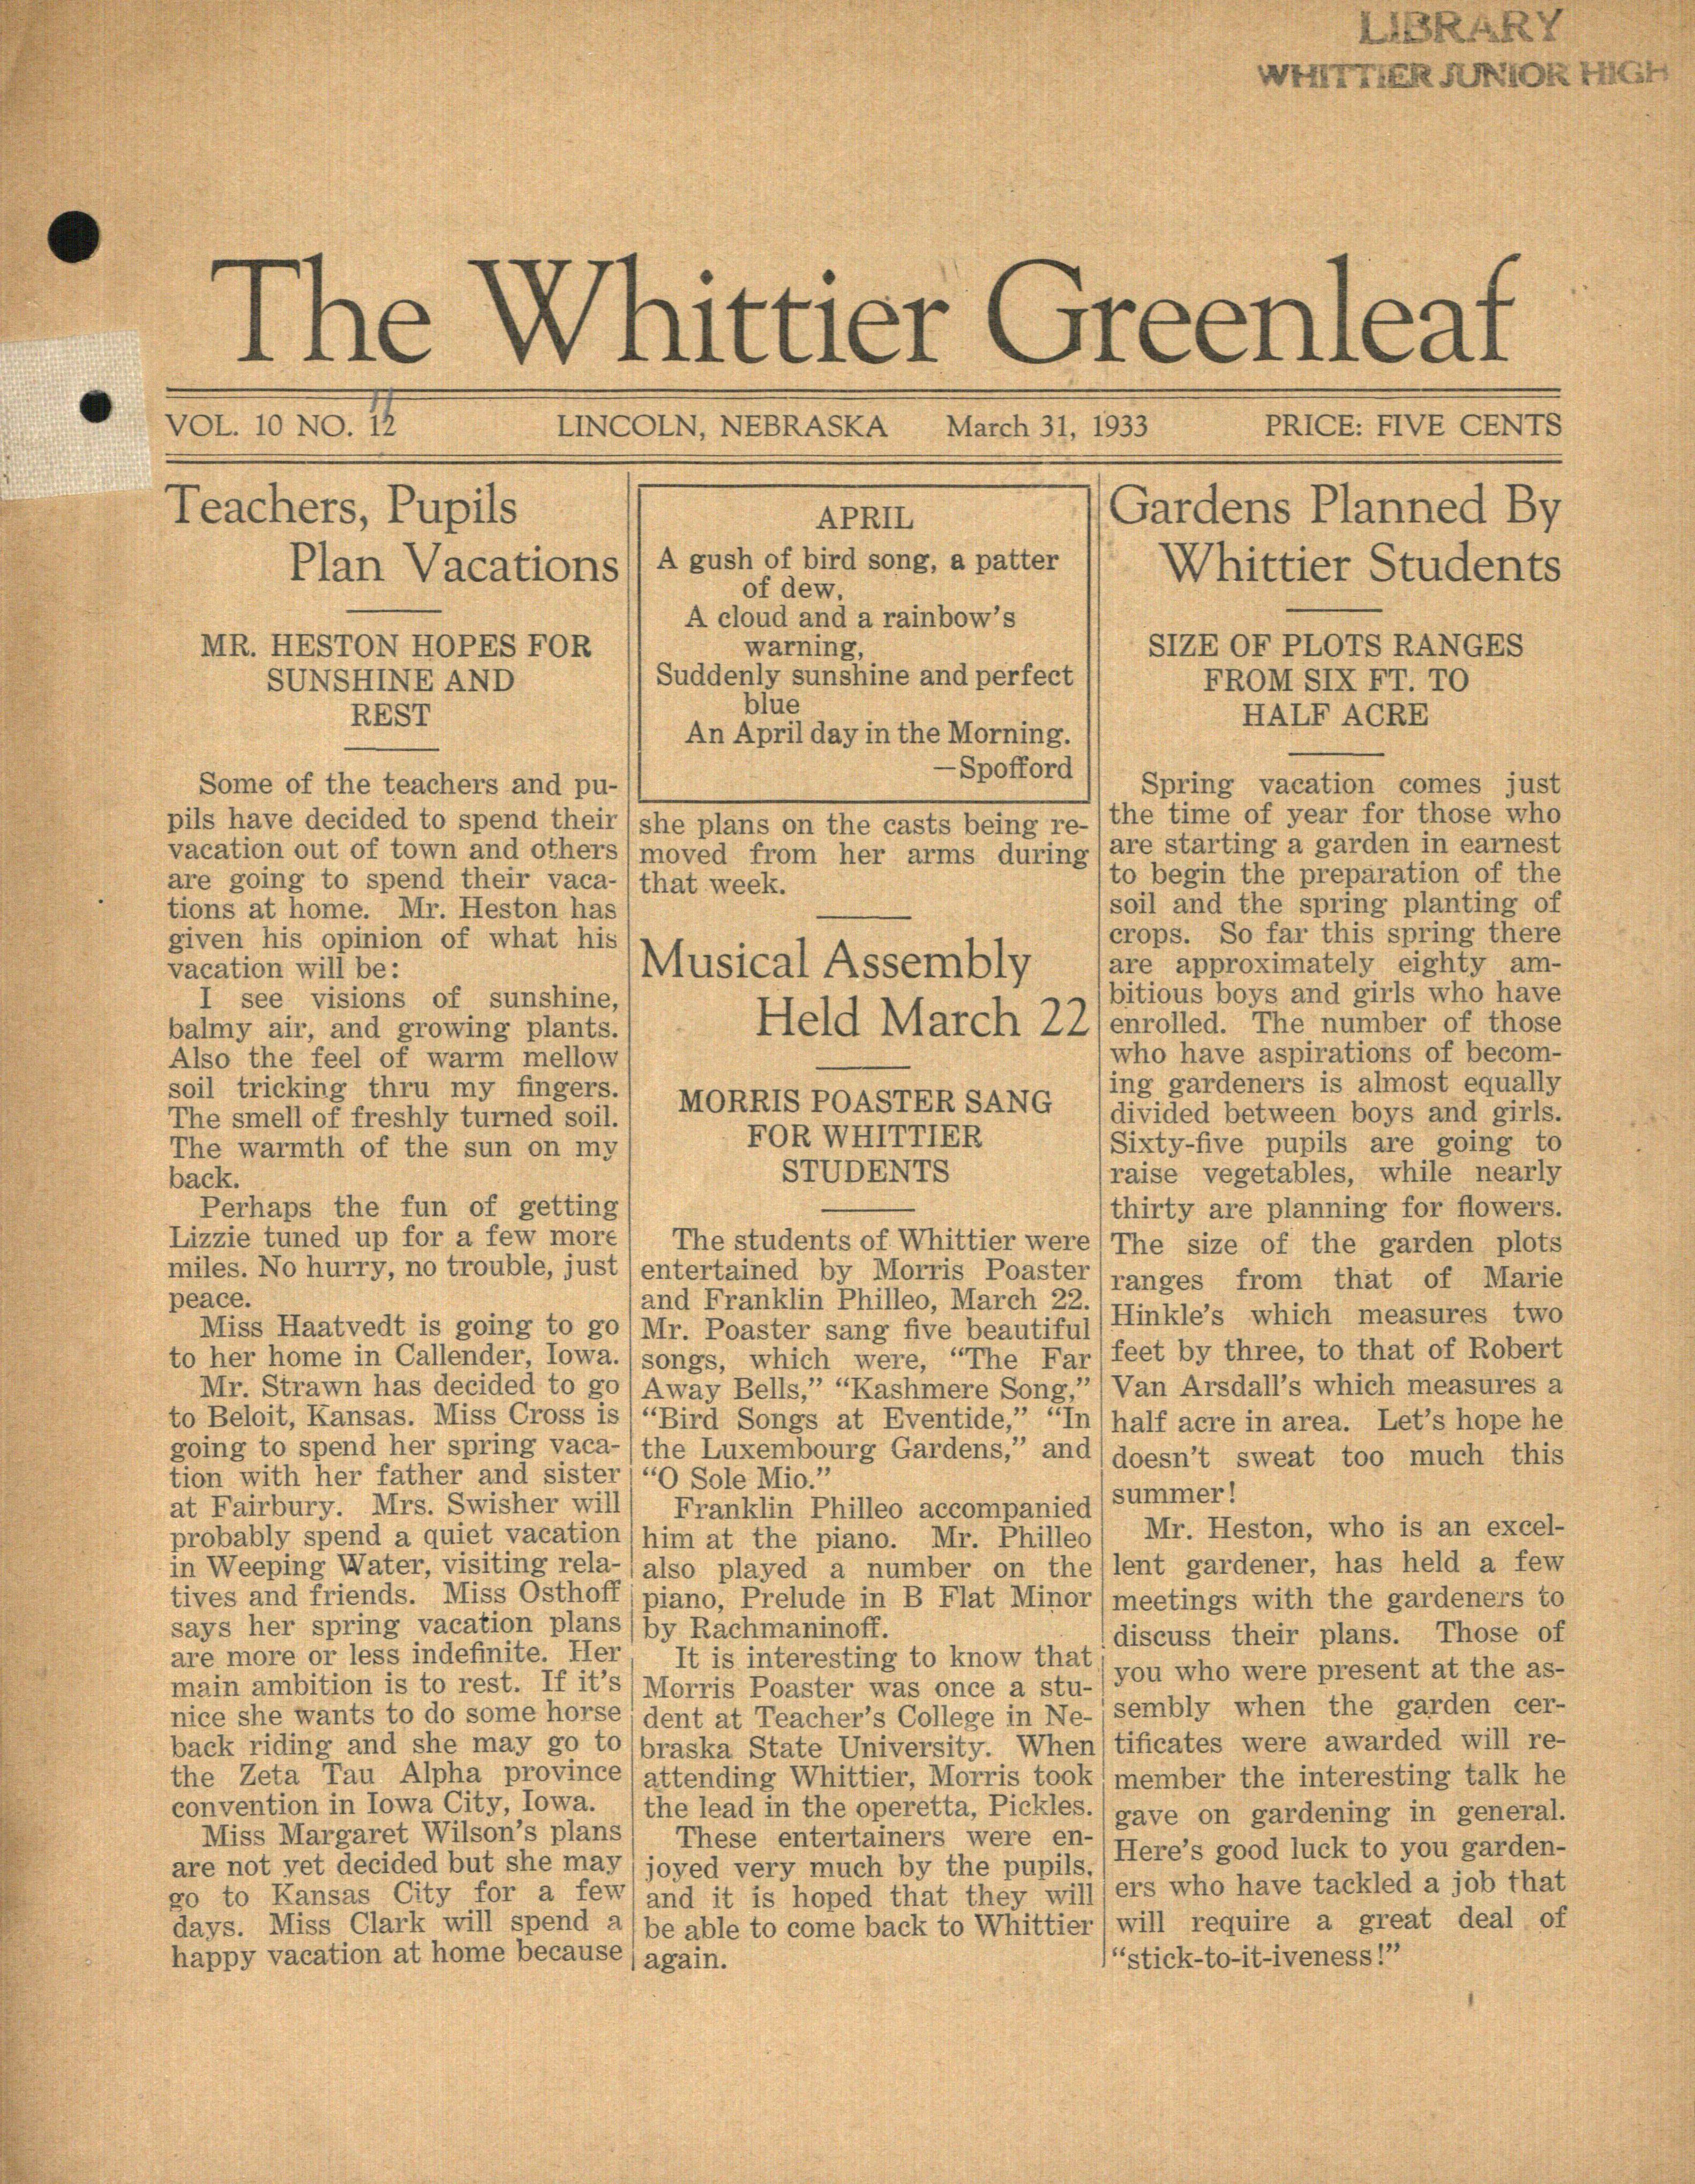 LIBRARY
WHITTIER JUNIOR HIGH
The Whittier Greenleaf
VOL. 10 NO. 12
LINCOLN, NEBRASKA March 31, 1933
PRICE: FIVE CENTS
Teachers, Pupils
Plan Vacations
MR. HESTON HOPES FOR
SUNSHINE AND
REST
Some of the teachers and pu-
pils have decided to spend their
vacation out of town and others
are going to spend their vaca-
tions at home. Mr. Heston has
given his opinion of what his
vacation will be:
I see visions of sunshine,
balmy air, and growing plants.
Also the feel of warm mellow
soil tricking thru my fingers.
The smell of freshly turned soil.
The warmth of the sun on my
back.
Perhaps the fun of getting
Lizzie tuned up for a few more
miles. No hurry, no trouble, just
peace.
Miss Haatvedt is going to go
to her home in Callender, Iowa.
Mr. Strawn has decided to go
to Beloit, Kansas. Miss Cross is
going to spend her spring vaca-
tion with her father and sister
at Fairbury. Mrs. Swisher will
probably spend a quiet vacation
in Weeping Water, visiting rela-
tives and friends. Miss Osthoff
says her spring vacation plans
are more or less indefinite. Her
main ambition is to rest. If it's
nice she wants to do some horse
back riding and she may go to
the Zeta Tau Alpha province
convention in Iowa City, Iowa.
Miss Margaret Wilson's plans
are not yet decided but she may
go to Kansas City for a few
days. Miss Clark will spend a
happy vacation at home because
APRIL
A gush of bird song, a patter
of dew,
A cloud and a rainbow's
warning,
Suddenly sunshine and perfect
blue
An April day in the Morning.
—Spofford
she plans on the casts being re-
moved from her arms during
that week.
Musical Assembly
Held March 22
MORRIS POASTER SANG
FOR WHITTIER
STUDENTS
The students of Whittier were
entertained by Morris Poaster
and Franklin Philleo, March 22.
Mr. Poaster sang five beautiful
songs, which were, "The Far
Away Bells," "Kashmere Song,"
"Bird Songs at Eventide," "In
the Luxembourg Gardens," and
"O Sole Mio."
Franklin Philleo accompanied
him at the piano. Mr. Philleo
also played a number on the
piano, Prelude in B Flat Minor
by Rachmaninoff.
It is interesting to know that
Morris Poaster was once a stu-
dent at Teacher's College in Ne-
braska State University. When
attending Whittier, Morris took
the lead in the operetta, Pickles.
These entertainers were en-
joyed very much by the pupils,
and it is hoped that they will
be able to come back to Whittier
again.
Gardens Planned By
Whittier Students
SIZE OF PLOTS RANGES
FROM SIX FT. TO
HALF ACRE
Spring vacation comes just
the time of year for those who
are starting a garden in earnest
to begin the preparation of the
soil and the spring planting of
crops. So far this spring there
are approximately eighty am-
bitious boys and girls who have
enrolled. The number of those
who have aspirations of becom-
ing gardeners is almost equally
divided between boys and girls.
Sixty-five pupils are going to
raise vegetables, while nearly
thirty are planning for flowers.
The size of the garden plots
ranges from that of Marie
Hinkle's which measures two
feet by three, to that of Robert
Van Arsdall's which measures a
half acre in area. Let's hope he
doesn't sweat too much this
summer!
Mr. Heston, who is an excel-
lent gardener, has held a few
meetings with the gardeners to
discuss their plans. Those of
you who were present at the as-
sembly when the garden cer-
tificates were awarded will re-
member the interesting talk he
gave on gardening in general.
Here's good luck to you garden-
ers who have tackled a job that
will require a great deal of
"stick-to-it-iveness!"